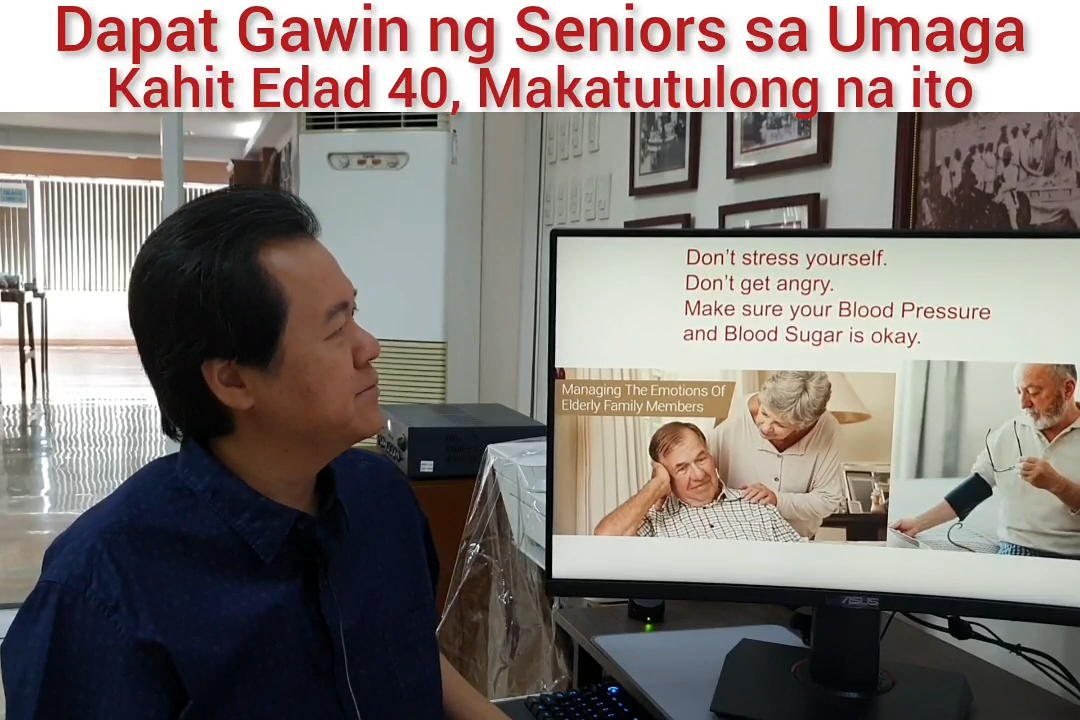 Dapat Gawin ng Seniors sa Umaga
Kahit Edad 40, Makatutulong na ito
Don't stress yourself.
Don't get angry.
Make sure your Blood Pressure
and Blood Sugar is okay.
Managing The Emotions Of
Elderly Family Members
ASUS